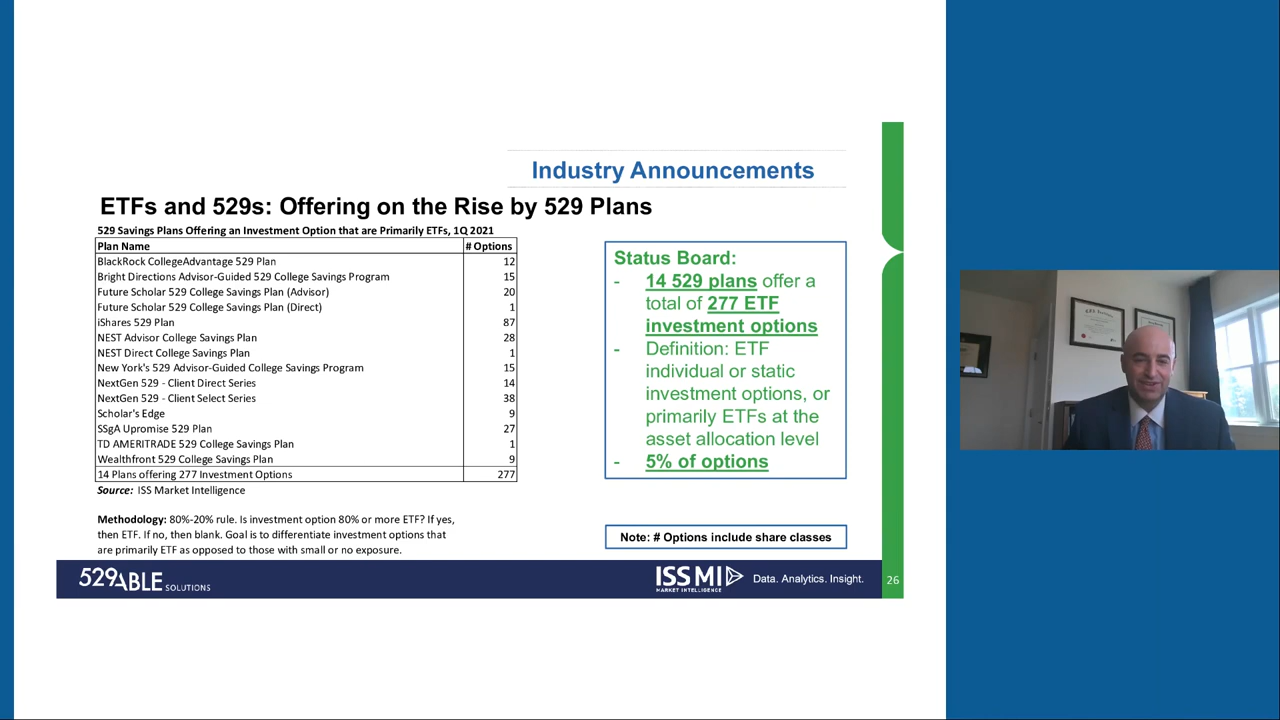 Industry Announcements
ETFs and 529s: Offering on the Rise by 529 Plans
529 Savings Plans Offering an Investment Option that are Primarily ETFs, 1Q 2021
Plan Name # Options
BlackRock CollegeAdvantage 529 Plan 12
Bright Directions Advisor-Guided 529 College Savings Program 15
Future Scholar 529 College Savings Plan (Advisor) 20
Future Scholar 529 College Savings Plan (Direct) 1
iShares 529 Plan 87
NEST Advisor College Savings Plan 28
NEST Direct College Savings Plan 1
New York's 529 Advisor-Guided College Savings Program 15
NextGen 529 - Client Direct Series 14
NextGen 529 - Client Select Series 38
Scholar's Edge 9
SSgA Upromise 529 Plan 27
TD AMERITRADE 529 College Savings Plan 1
Wealthfront 529 College Savings Plan 9
14 Plans offering 277 Investment Options 277
Source: ISS Market Intelligence
Methodology: 80%-20% rule. Is investment option 80% or more ETF? If yes,
then ETF. If no, then blank. Goal is to differentiate investment options that
are primarily ETF as opposed to those with small or no exposure.
Status Board:
- 14 529 plans offer a
total of 277 ETF
investment options
- Definition: ETF
individual or static
investment options, or
primarily ETFs at the
asset allocation level
- 5% of options
Note: # Options include share classes
529ABLE SOLUTIONS
ISS MI Data. Analytics. Insight.
MARKET INTELLIGENCE
26